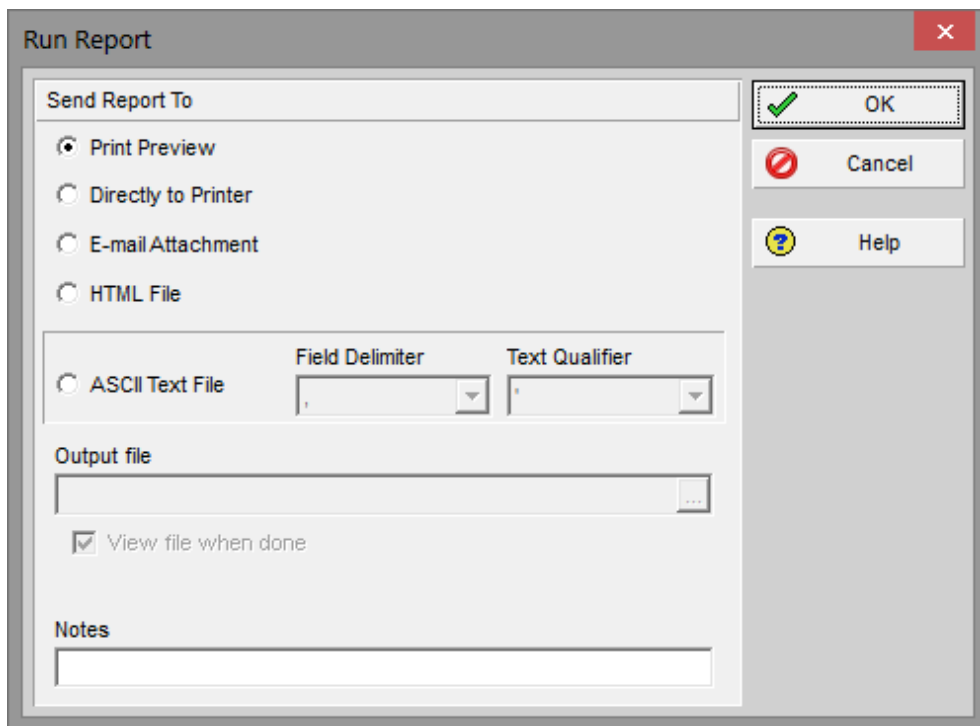 Run Report
Send Report To
Print Preview
Directly to Printer
E-mail Attachment
HTML File
Field Delimiter
Text Qualifier
ASCII Text File
,
'
Output file
...
View file when done
Notes
OK
Cancel
? Help